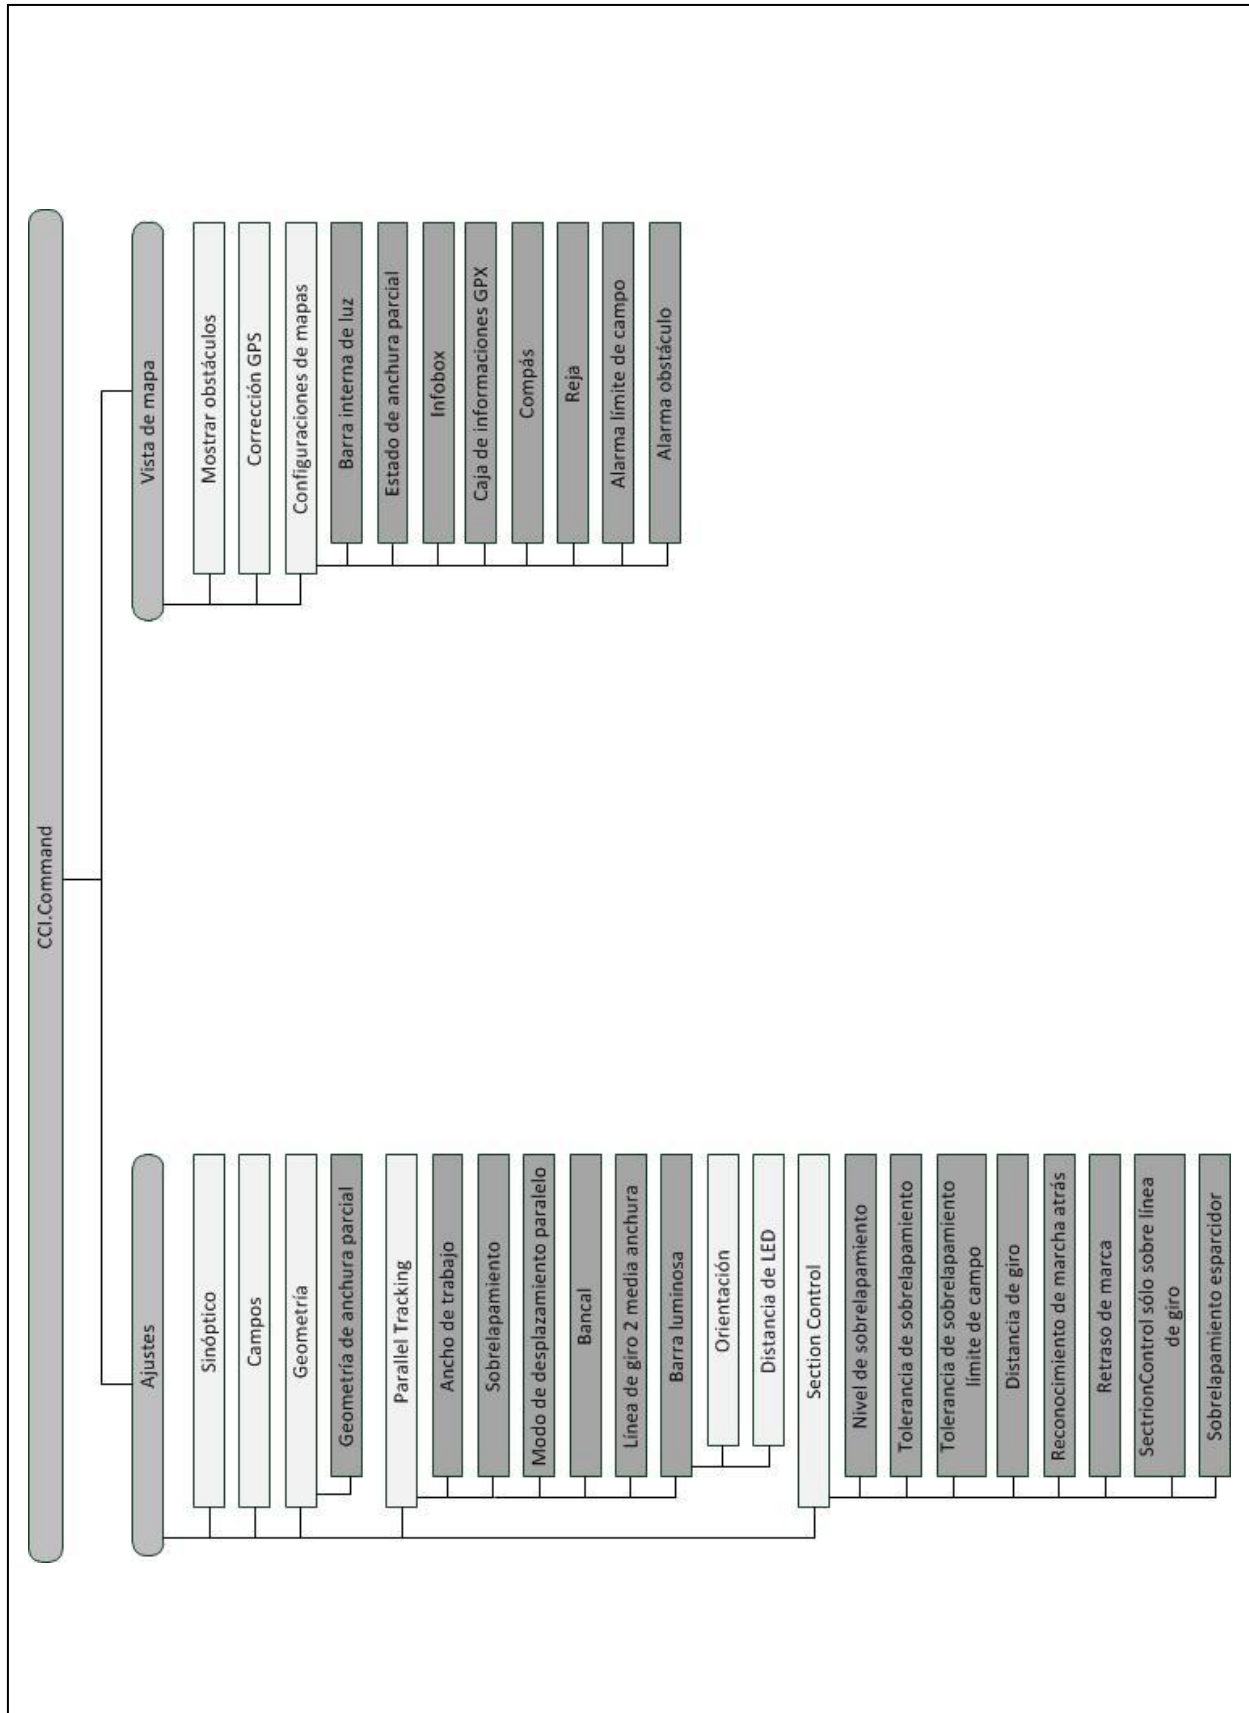 CCI.Command
Ajustes
Sinóptico
Campos
Geometría
Geometría de anchura parcial
Parallel Tracking
Ancho de trabajo
Sobrelapamiento
Modo de desplazamiento paralelo
Bancal
Línea de giro 2 media anchura
Barra luminosa
Orientación
Distancia de LED
Section Control
Nivel de sobrelapamiento
Tolerancia de sobrelapamiento
Tolerancia de sobrelapamiento
límite de campo
Distancia de giro
Reconocimiento de marcha atrás
Retraso de marca
SectrionControl sólo sobre línea
de giro
Sobrelapamiento esparcidor
Vista de mapa
Mostrar obstáculos
Corrección GPS
Configuraciones de mapas
Barra interna de luz
Estado de anchura parcial
Infobox
Caja de informaciones GPX
Compás
Reja
Alarma límite de campo
Alarma obstáculo